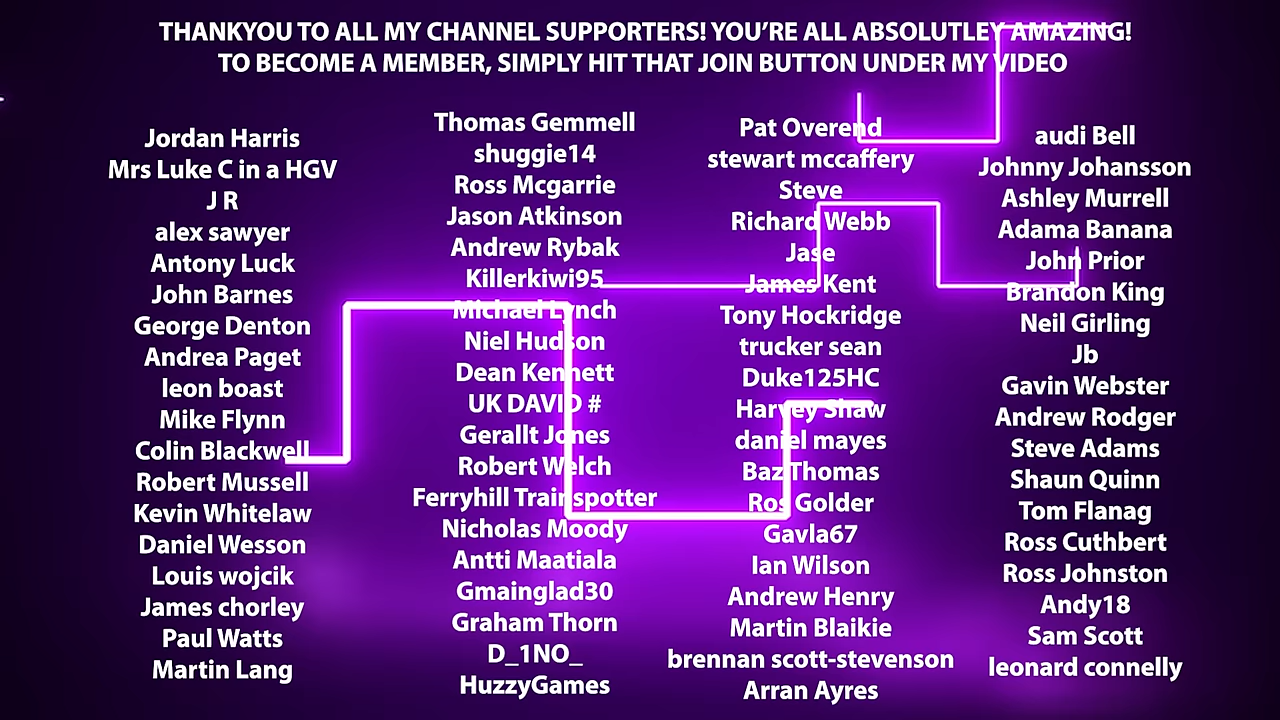 THANKYOU TO ALL MY CHANNEL SUPPORTERS! YOU'RE ALL ABSOLUTLEY AMAZING!
TO BECOME A MEMBER, SIMPLY HIT THAT JOIN BUTTON UNDER MY VIDEO
Jordan Harris
Mrs Luke C in a HGV
J R
alex sawyer
Antony Luck
John Barnes
George Denton
Andrea Paget
leon boast
Mike Flynn
Colin Blackwell
Robert Mussell
Kevin Whitelaw
Daniel Wesson
Louis wojcik
James chorley
Paul Watts
Martin Lang
Thomas Gemmell
shuggie14
Ross Mcgarrie
Jason Atkinson
Andrew Rybak
Killerkiwi95
Michael Lynch
Niel Hudson
Dean Kennett
UK DAVID #
Gerallt Jones
Robert Welch
Ferryhill Trainspotter
Nicholas Moody
Antti Maatiala
Gmainglad30
Graham Thorn
D_1NO_
HuzzyGames
Pat Overend
stewart mccaffery
Steve
Richard Webb
Jase
James Kent
Tony Hockridge
trucker sean
Duke125HC
Harvey Shaw
daniel mayes
Baz Thomas
Ros Golder
Gavla67
Ian Wilson
Andrew Henry
Martin Blaikie
brennan scott-stevenson
Arran Ayres
audi Bell
Johnny Johansson
Ashley Murrell
Adama Banana
John Prior
Brandon King
Neil Girling
Jb
Gavin Webster
Andrew Rodger
Steve Adams
Shaun Quinn
Tom Flanag
Ross Cuthbert
Ross Johnston
Andy18
Sam Scott
leonard connelly